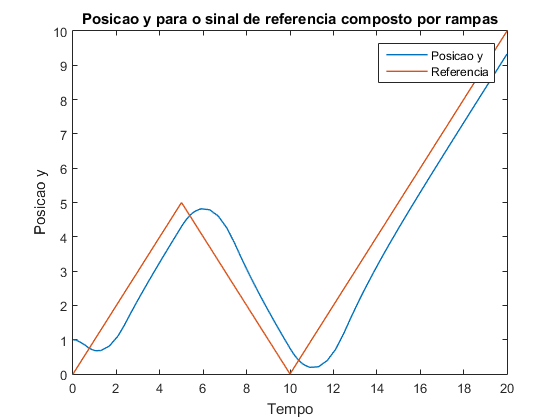 Posicao y para o sinal de referencia composto por rampas
Posicao y
Referencia
10
9
8
7
6
5
4
3
2
1
0
Posicao y
0 2 4 6 8 10 12 14 16 18 20
Tempo